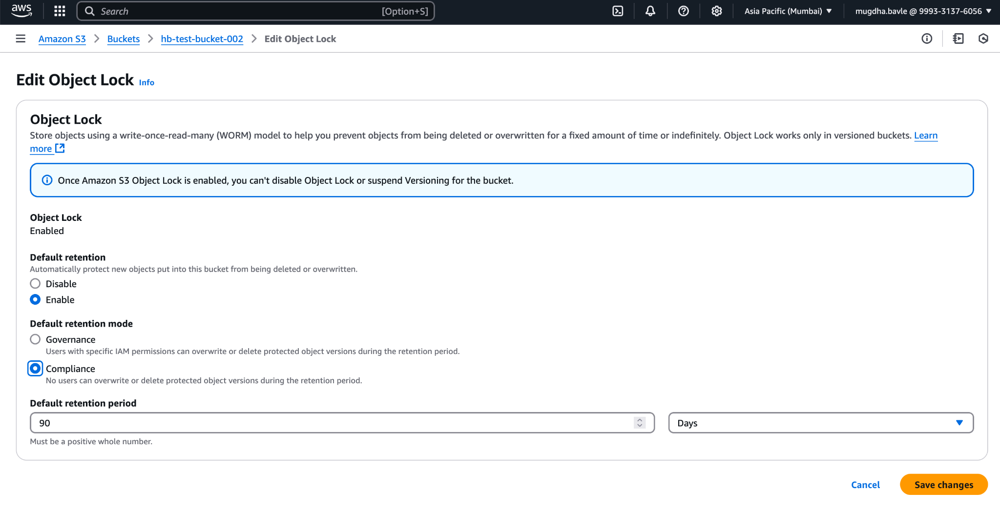 aws Search [Option+S] Asia Pacific (Mumbai) mugdha.bavle @ 9993-3137-6056
Amazon S3 > Buckets > hb-test-bucket-002 > Edit Object Lock
Edit Object Lock Info
Object Lock
Store objects using a write-once-read-many (WORM) model to help you prevent objects from being deleted or overwritten for a fixed amount of time or indefinitely. Object Lock works only in versioned buckets. Learn
more
Once Amazon S3 Object Lock is enabled, you can't disable Object Lock or suspend Versioning for the bucket.
Object Lock
Enabled
Default retention
Automatically protect new objects put into this bucket from being deleted or overwritten.
Disable
Enable
Default retention mode
Governance
Users with specific IAM permissions can overwrite or delete protected object versions during the retention period.
Compliance
No users can overwrite or delete protected object versions during the retention period.
Default retention period
90 Days
Must be a positive whole number.
Cancel Save changes